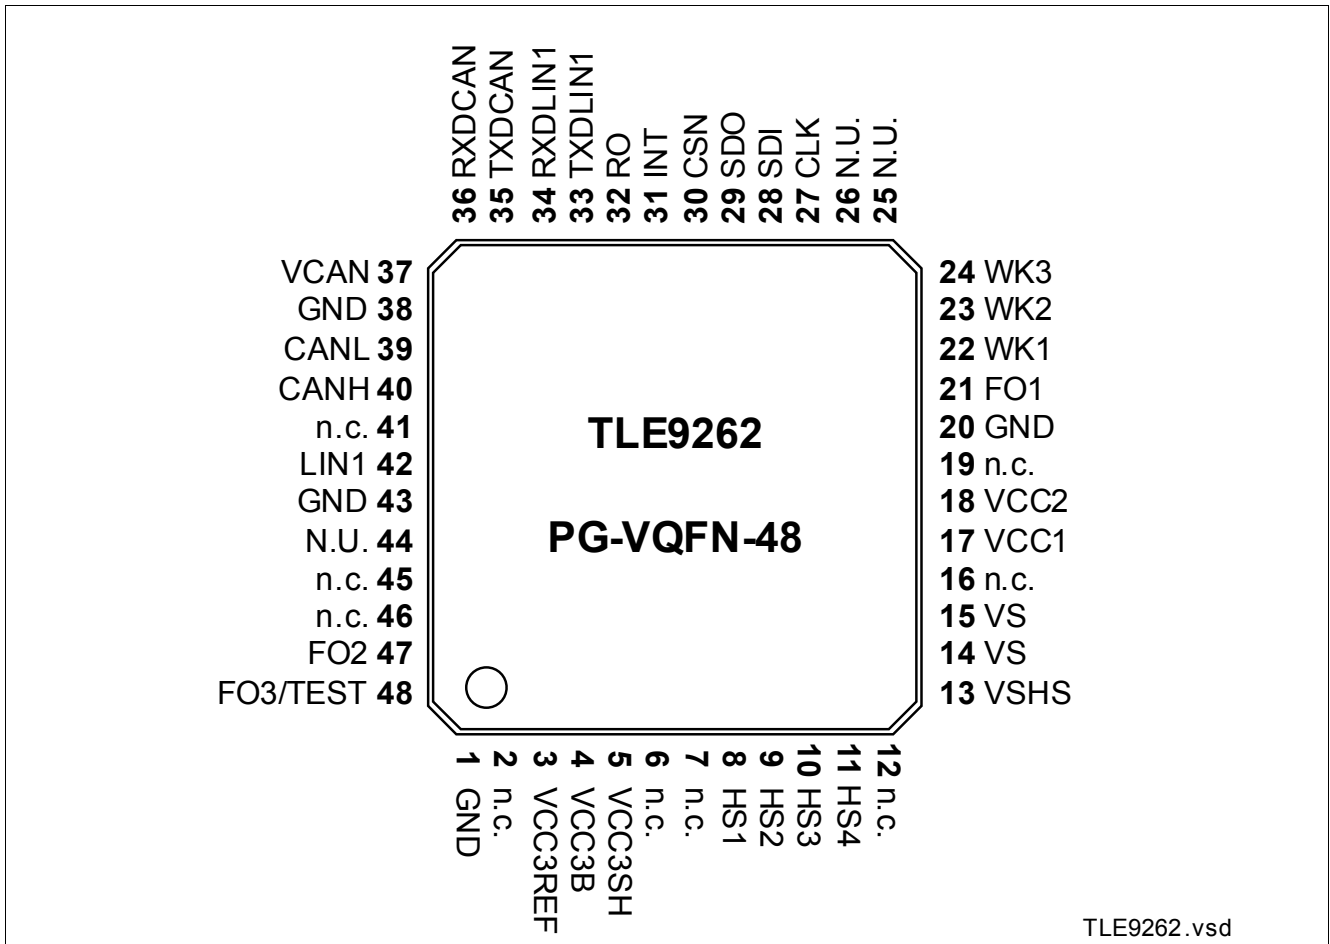 36 RXDCAN
35 TXDCAN
34 RXDLIN1
33 TXDLIN1
32 RO
31 INT
30 CSN
29 SDO
28 SDI
27 CLK
26 N.U.
25 N.U.
VCAN 37
GND 38
CANL 39
CANH 40
n.c. 41
LIN1 42
GND 43
N.U. 44
n.c. 45
n.c. 46
FO2 47
FO3/TEST 48
TLE9262
PG-VQFN-48
24 WK3
23 WK2
22 WK1
21 FO1
20 GND
19 n.c.
18 VCC2
17 VCC1
16 n.c.
15 VS
14 VS
13 VSHS
1 GND
2 n.c.
3 VCC3REF
4 VCC3B
5 VCC3SH
6 n.c.
7 n.c.
8 HS1
9 HS2
10 HS3
11 HS4
12 n.c.
TLE9262.vsd